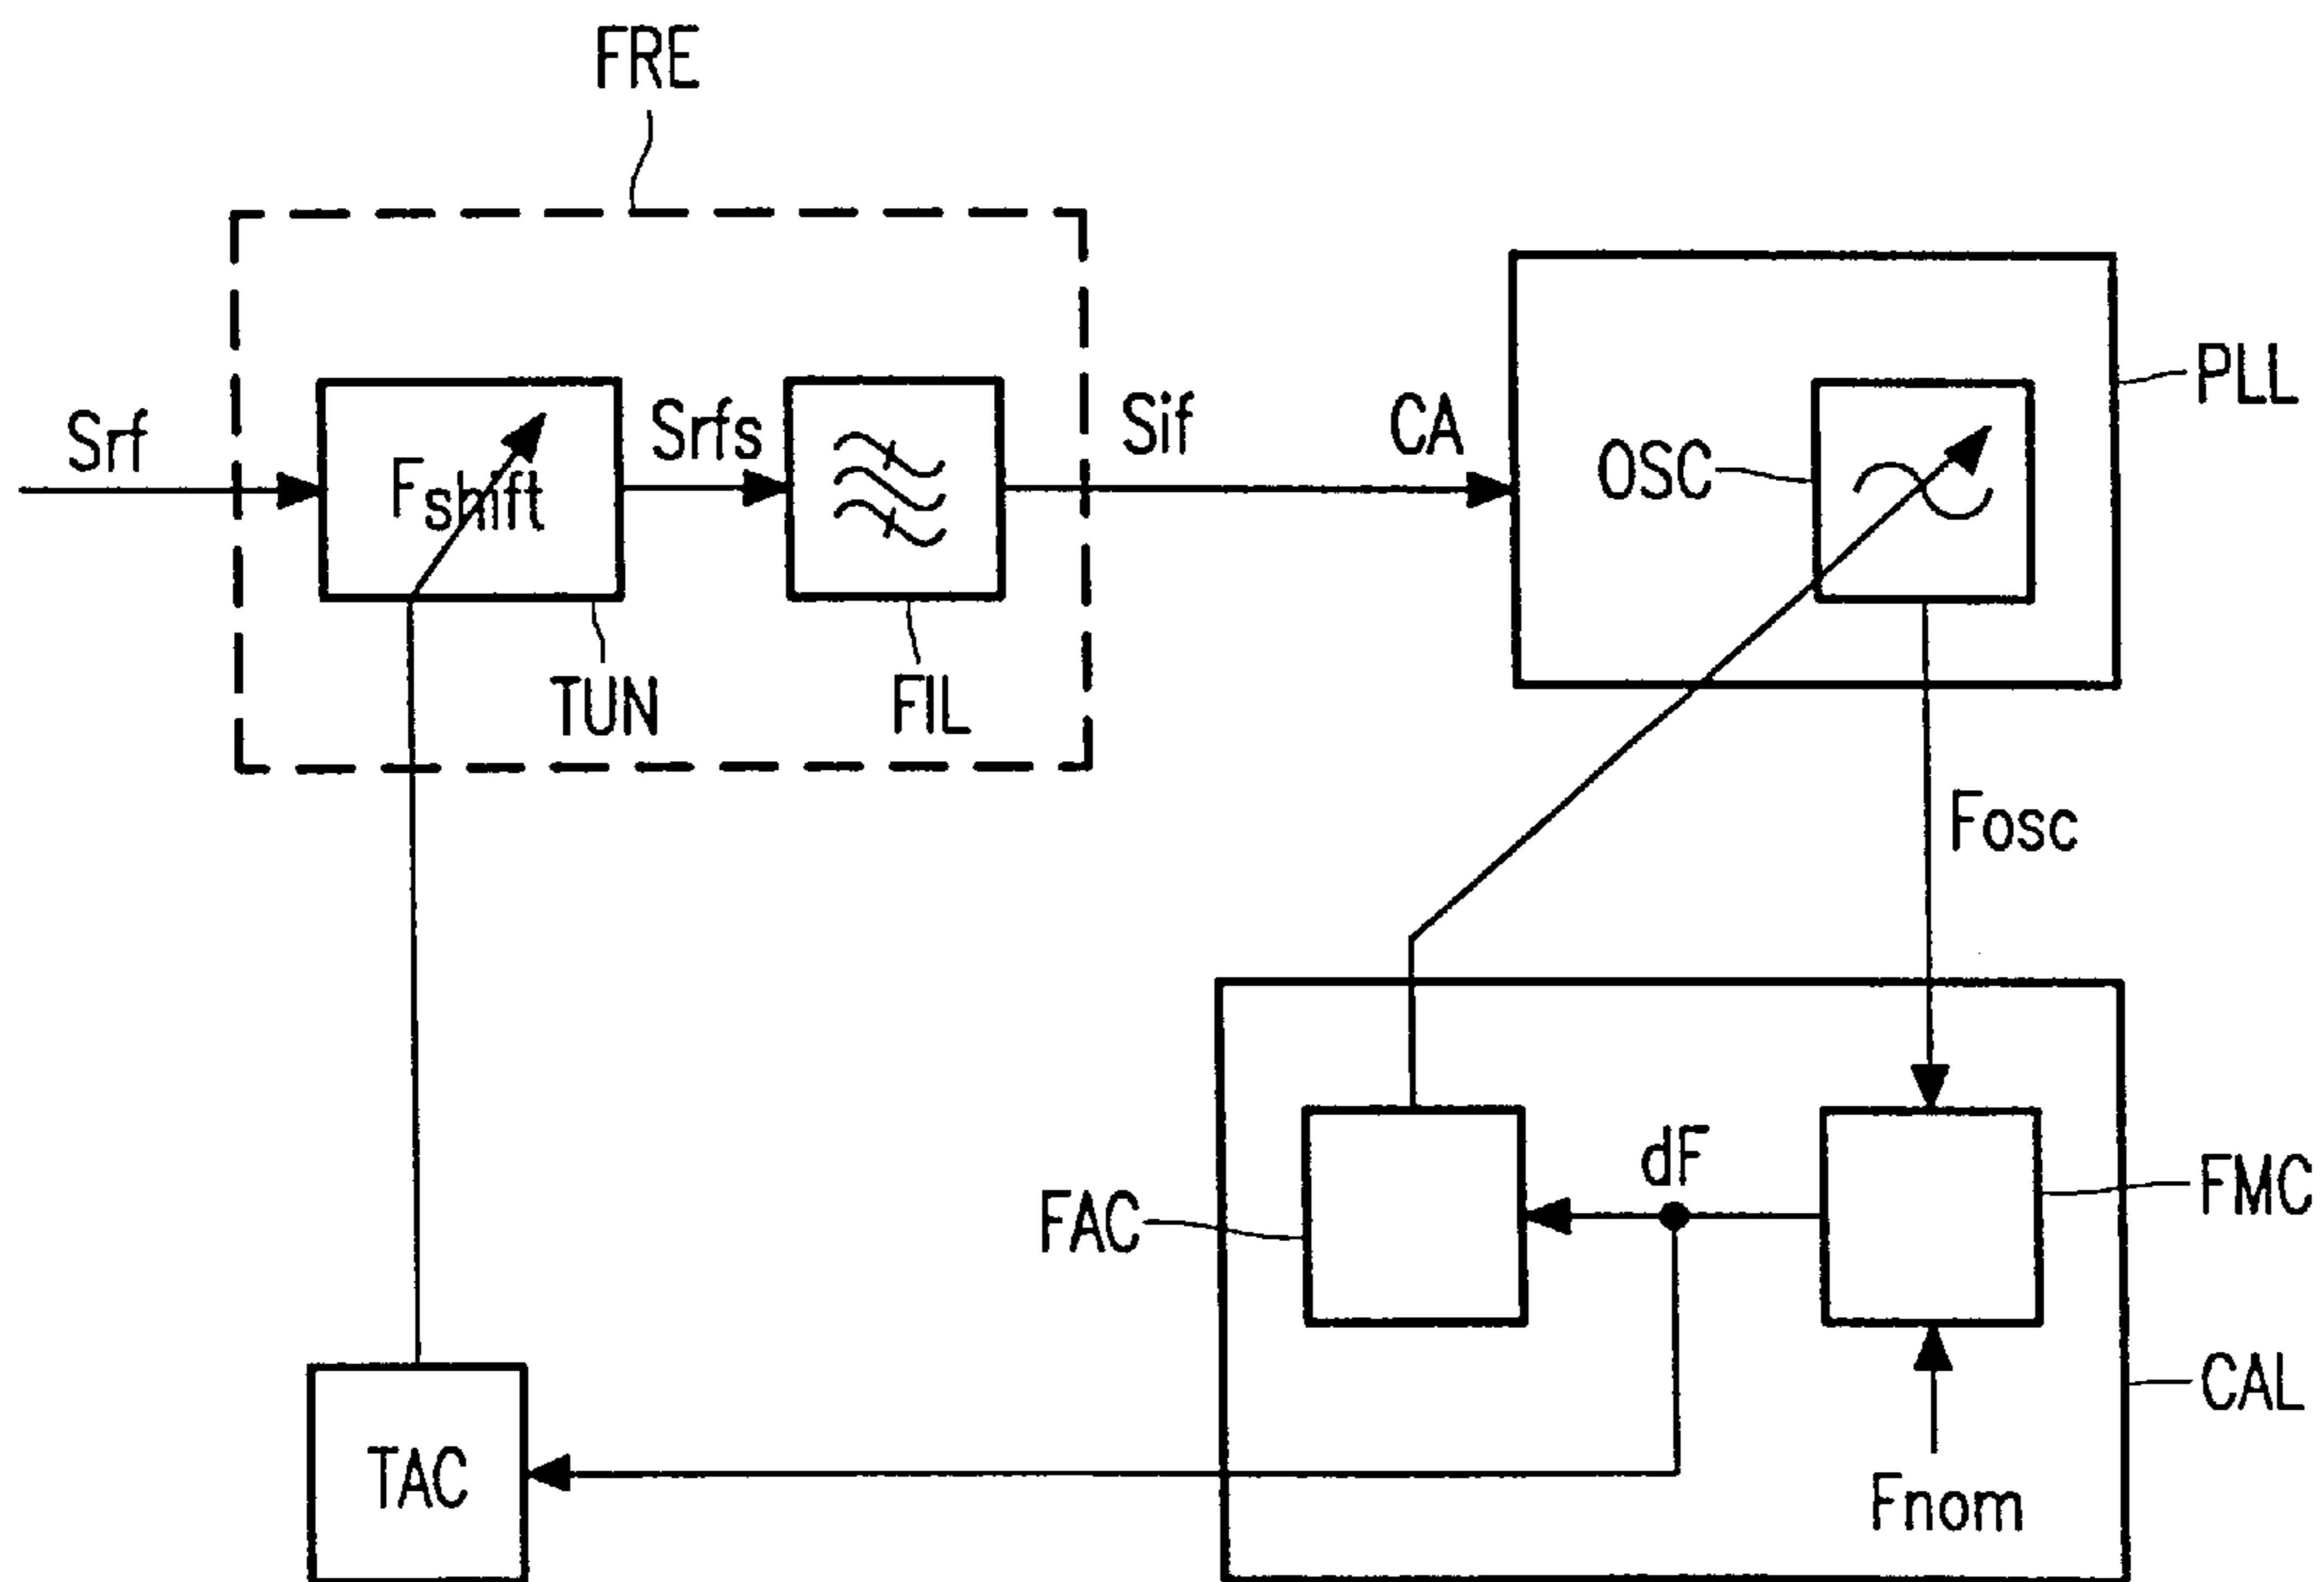 FRE
Srf
Fshift
Srfs
Sif
CA
OSC
PLL
TUN
FIL
Fosc
FAC
dF
FMC
CAL
TAC
Fnom